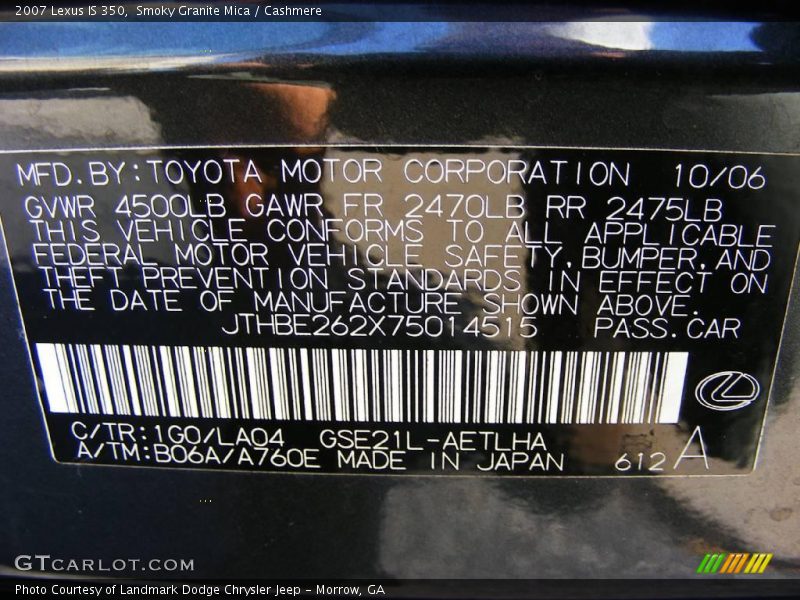 2007 Lexus IS 350,  Smoky Granite Mica / Cashmere
MFD.BY:TOYOTA MOTOR CORPORATION 10/06
GVWR 4500LB GAWR FR 2470LB RR 2475LB
THIS VEHICLE CONFORMS TO ALL APPLICABLE
FEDERAL MOTOR VEHICLE SAFETY,BUMPER,AND
THEFT PREVENTION STANDARDS IN EFFECT ON
THE DATE OF MANUFACTURE SHOWN ABOVE.
JTHBE262X75014515 PASS.CAR
C/TR:1G0/LA04 GSE21L-AETLHA
A/TM:B06A/A760E MADE IN JAPAN 612 A
GTCARLOT.COM
Photo Courtesy of Landmark Dodge Chrysler Jeep – Morrow, GA